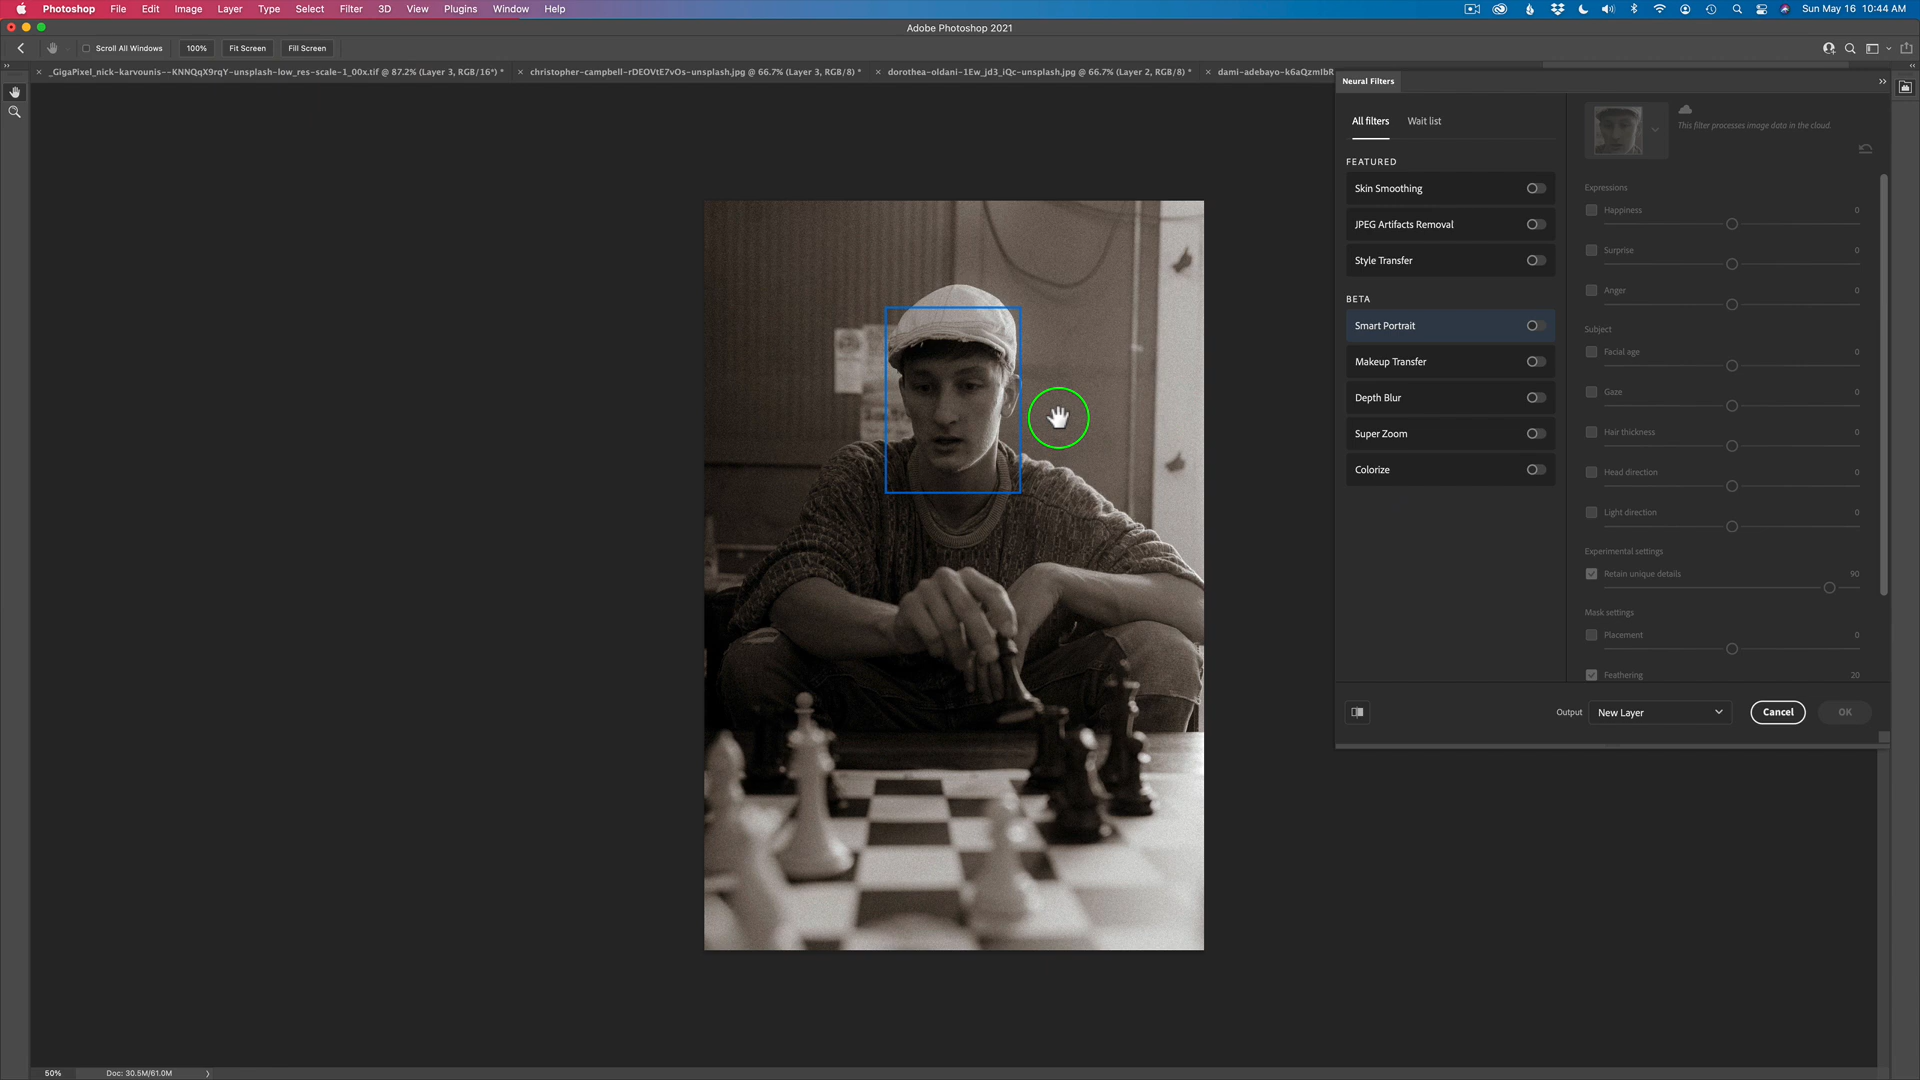 Photoshop File Edit Image Layer Type Select Filter 3D View Plugins Window Help Sun May 16 10:44 AM
Adobe Photoshop 2021
Scroll All Windows 100% Fit Screen Fill Screen
_GigaPixel_nick-karvounis--KNNQqX9rqY-unsplash-low_res-scale-1_00x.tif @ 87.2% (Layer 3, RGB/16*) * christopher-campbell-rDEOVtE7vOs-unsplash.jpg @ 66.7% (Layer 3, RGB/8) * dorothea-oldani-1Ew_jd3_iQc-unsplash.jpg @ 66.7% (Layer 2, RGB/8) * dami-adebayo-k6aQzmIbR
Neural Filters
All filters Wait list
This filter processes image data in the cloud.
FEATURED
Skin Smoothing
JPEG Artifacts Removal
Style Transfer
BETA
Smart Portrait
Makeup Transfer
Depth Blur
Super Zoom
Colorize
Expressions
Happiness 0
Surprise 0
Anger 0
Subject
Facial age 0
Gaze 0
Hair thickness 0
Head direction 0
Light direction 0
Experimental settings
Retain unique details 90
Mask settings
Placement 0
Feathering 20
Output New Layer Cancel OK
50% Doc: 30.5M/61.0M